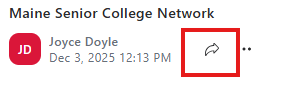 Maine Senior College Network
JD
Joyce Doyle
Dec 3, 2025 12:13 PM